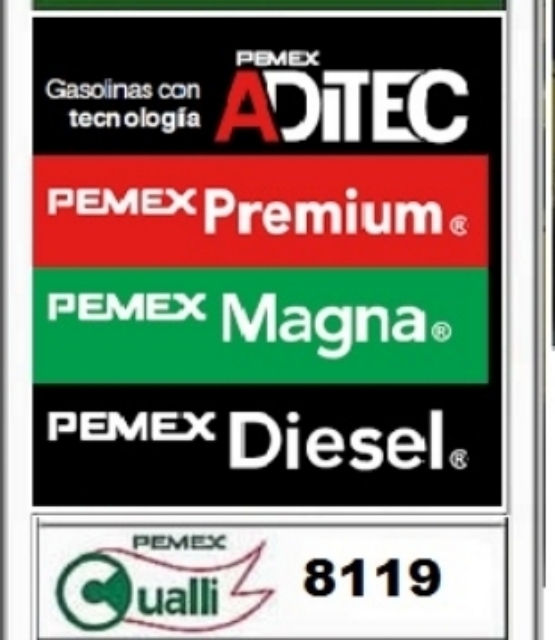 PEMEX
Gasolinas con
tecnología ADiTEC
PEMEX Premium®
PEMEX Magna®
PEMEX Diesel®
PEMEX
Cualli 8119